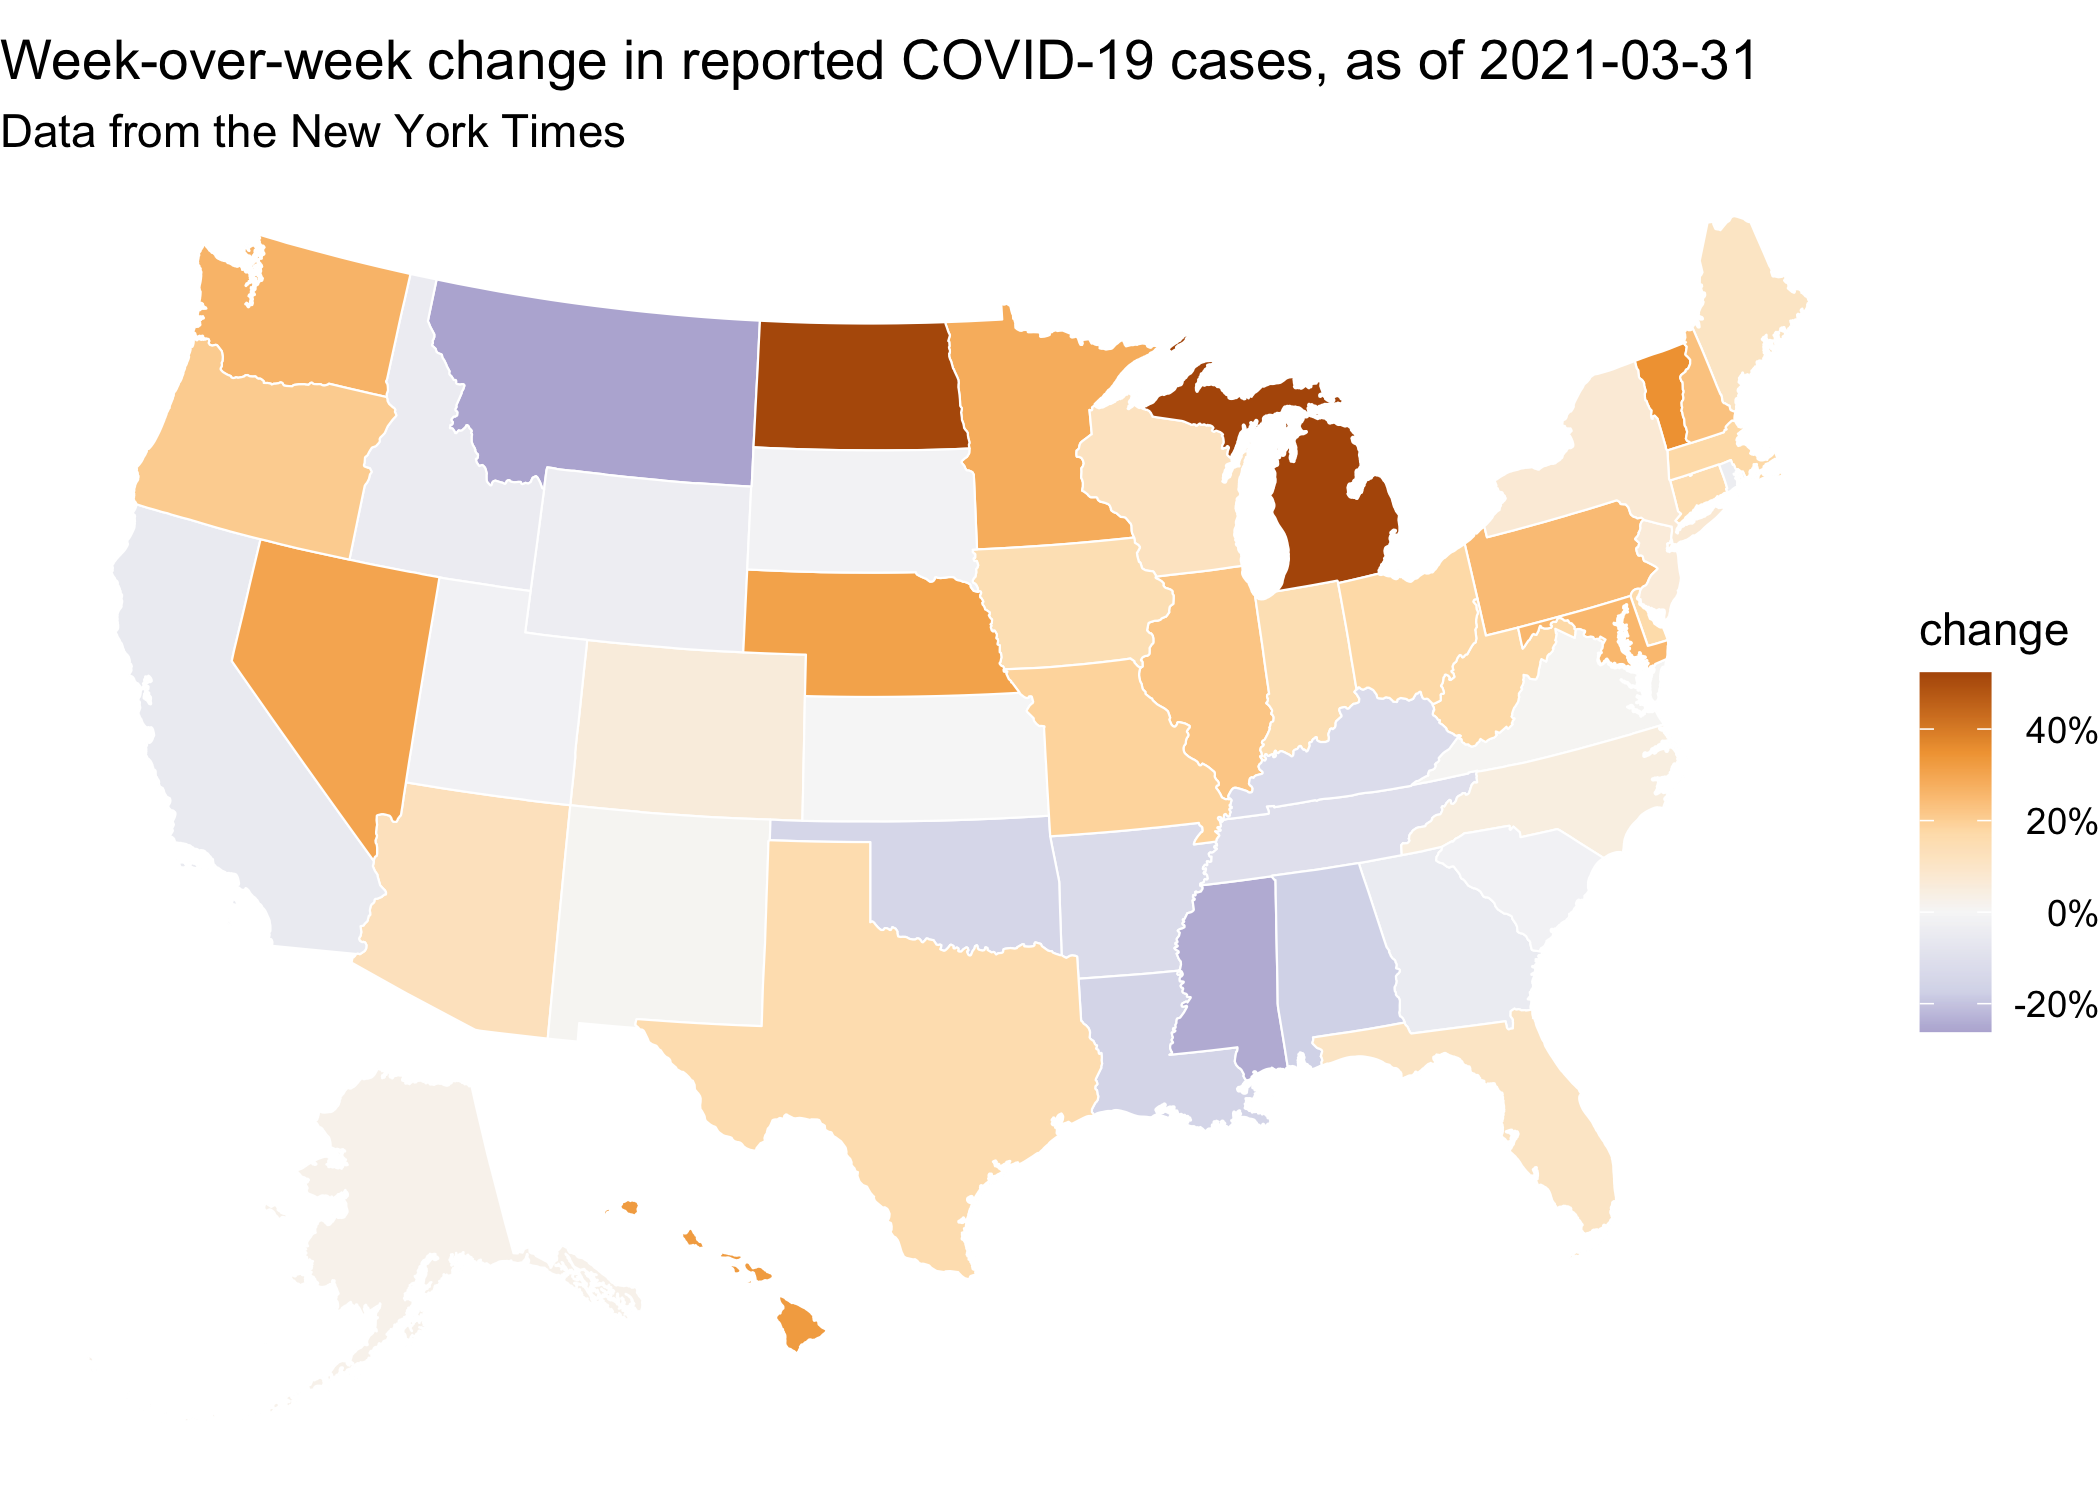 Week-over-week change in reported COVID-19 cases, as of 2021-03-31
Data from the New York Times
change
40%
20%
0%
-20%